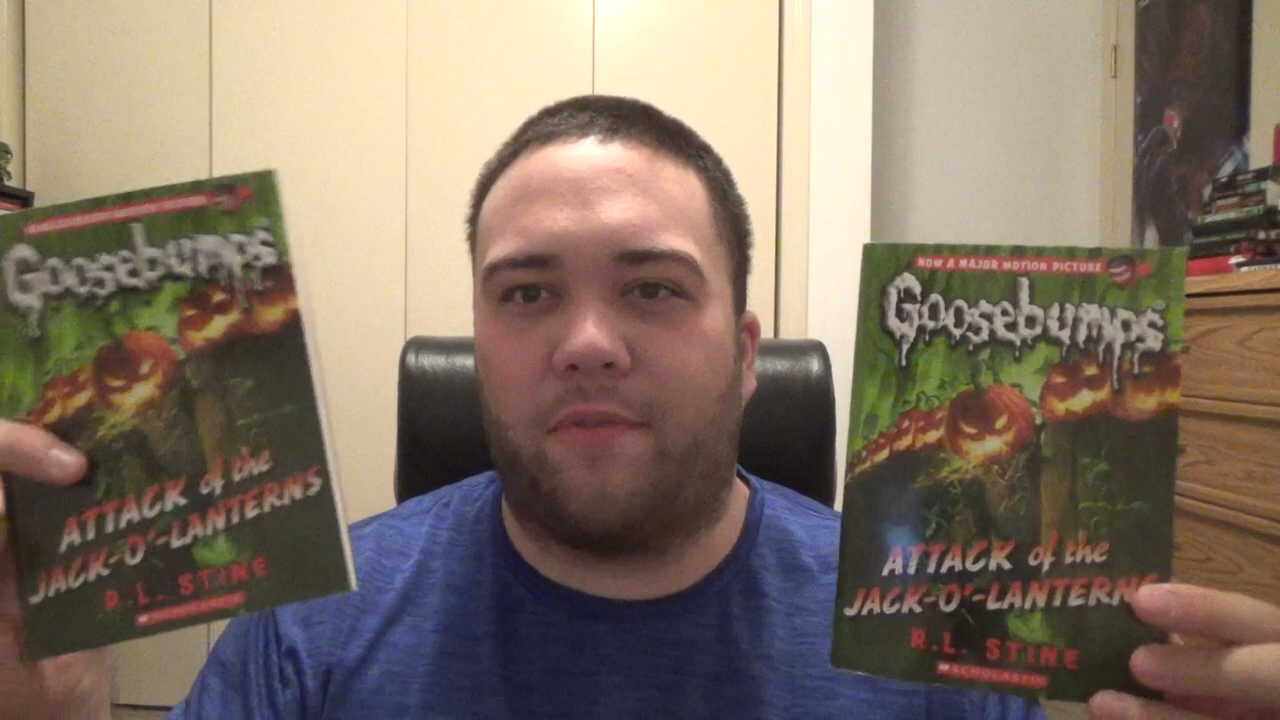 Goosebumps
ATTACK of the
JACK-O'-LANTERNS
R.L. STINE
SCHOLASTIC
NOW A MAJOR MOTION PICTURE
Goosebumps
ATTACK of the
JACK-O'-LANTERNS
R.L. STINE
SCHOLASTIC